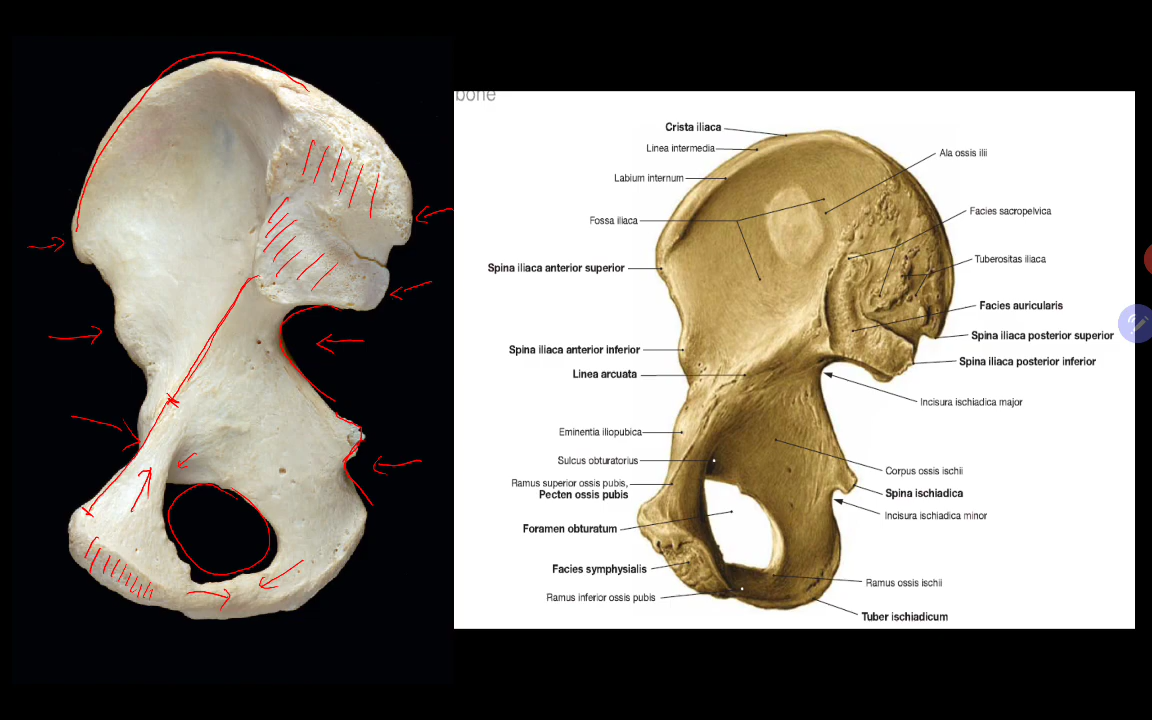 bone
Crista iliaca
Linea intermedia
Labium internum
Fossa iliaca
Spina iliaca anterior superior
Spina iliaca anterior inferior
Linea arcuata
Eminentia iliopubica
Sulcus obturatorius
Ramus superior ossis pubis,
Pecten ossis pubis
Foramen obturatum
Facies symphysialis
Ramus inferior ossis pubis
Ala ossis ilii
Facies sacropelvica
Tuberositas iliaca
Facies auricularis
Spina iliaca posterior superior
Spina iliaca posterior inferior
Incisura ischiadica major
Corpus ossis ischii
Spina ischiadica
Incisura ischiadica minor
Ramus ossis ischii
Tuber ischiadicum